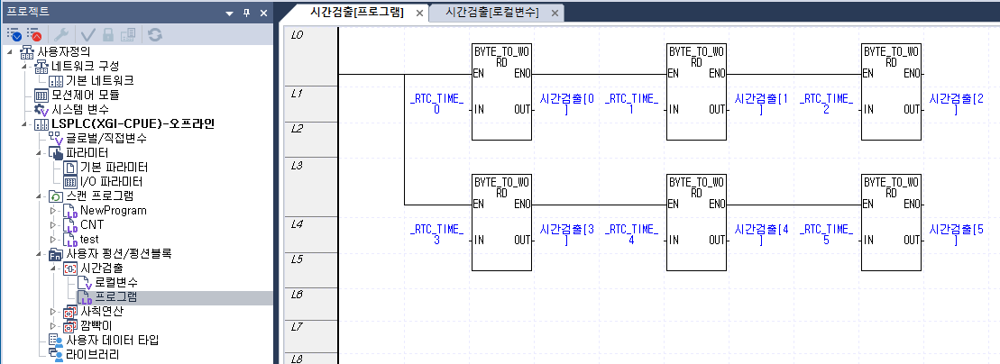 프로젝트
시간검출[프로그램]
시간검출[로컬변수]
사용자정의
네트워크 구성
기본 네트워크
모션제어 모듈
시스템 변수
LSPLC(XGI-CPUE)-오프라인
글로벌/직접변수
파라미터
기본 파라미터
I/O 파라미터
스캔 프로그램
NewProgram
CNT
test
사용자 펑션/펑션블록
시간검출
로컬변수
프로그램
사칙연산
깜빡이
사용자 데이터 타입
라이브러리
L0
BYTE_TO_WO BYTE_TO_WO BYTE_TO_WO
RD RD RD
EN ENO EN ENO EN ENO
L1
_RTC_TIME_ 시간검출[0 _RTC_TIME_ 시간검출[1 _RTC_TIME_ 시간검출[2
0 IN OUT ] 1 IN OUT ] 2 IN OUT ]
L2
L3
BYTE_TO_WO BYTE_TO_WO BYTE_TO_WO
RD RD RD
EN ENO EN ENO EN ENO
L4
_RTC_TIME_ 시간검출[3 _RTC_TIME_ 시간검출[4 _RTC_TIME_ 시간검출[5
3 IN OUT ] 4 IN OUT ] 5 IN OUT ]
L5
L6
L7
L8